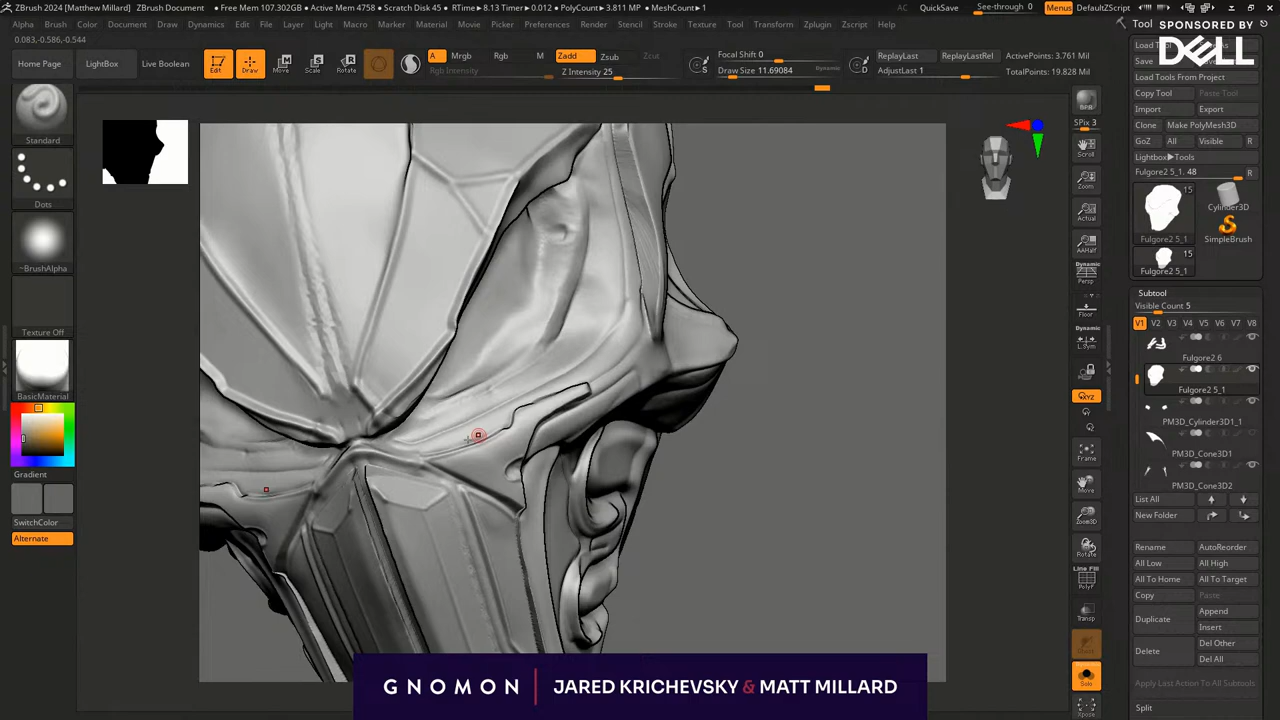 ZBrush 2024 [Matthew Millard] ZBrush Document ● Free Mem 107.302GB ● Active Mem 4758 ● Scratch Disk 45 ● RTime▸8.13 Timer▸0.012 ● PolyCount▸3.811 MP ● MeshCount▸1
AC QuickSave See-through 0 Menus DefaultZScript
Alpha Brush Color Document Draw Dynamics Edit File Layer Light Macro Marker Material Movie Picker Preferences Render Stencil Stroke Texture Tool Transform Zplugin Zscript Help
0.083,-0.586,-0.544
Home Page
LightBox
Live Boolean
Edit
Draw
Move
Scale
Rotate
A Mrgb Rgb M
Rgb Intensity
Zadd Zsub Zcut
Z Intensity 25
Focal Shift 0
Draw Size 11.69084 Dynamic
S
D
ReplayLast ReplayLastRel
AdjustLast 1
ActivePoints: 3.761 Mil
TotalPoints: 19.828 Mil
Standard
Dots
~BrushAlpha
Texture Off
BasicMaterial
Gradient
SwitchColor
Alternate
BPR
SPix 3
Scroll
Zoom
Actual
AAHalf
Dynamic
Persp
Floor
Dynamic
L.Sym
XYZ
Frame
Move
Zoom3D
Rotate
Line Fill
PolyF
Transp
Ghost
Dynamic
Solo
Xpose
Tool
SPONSORED BY
DELL
Load Tool
Save As
Load Tools From Project
Copy Tool Paste Tool
Import Export
Clone Make PolyMesh3D
GoZ All Visible R
Lightbox▸Tools
Fulgore2 5_1. 48 R
15
Fulgore2 5_1
Cylinder3D
SimpleBrush
15
Fulgore2 5_1
Subtool
Visible Count 5
V1 V2 V3 V4 V5 V6 V7 V8
Fulgore2 6
Fulgore2 5_1
PM3D_Cylinder3D1_1
PM3D_Cone3D1
PM3D_Cone3D2
List All
New Folder
Rename AutoReorder
All Low All High
All To Home All To Target
Copy Paste
Duplicate Append
Insert
Delete Del Other
Del All
Apply Last Action To All Subtools
Split
GNOMON JARED KRICHEVSKY & MATT MILLARD